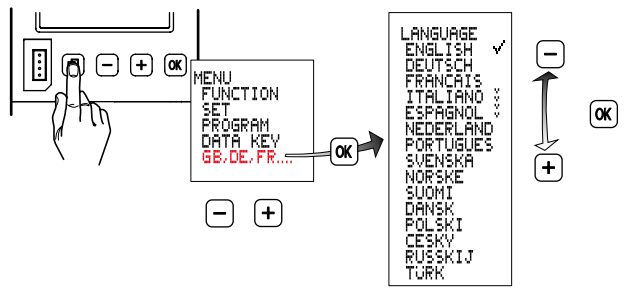 OK
MENU
FUNCTION
SET
PROGRAM
DATA KEY
GB,DE,FR....
OK
LANGUAGE
ENGLISH
DEUTSCH
FRANCAIS
ITALIANO
ESPAGNOL
NEDERLAND
PORTUGUES
SVENSKA
NORSKE
SUOMI
DANSK
POLSKI
CESKY
RUSSKIJ
TURK
OK